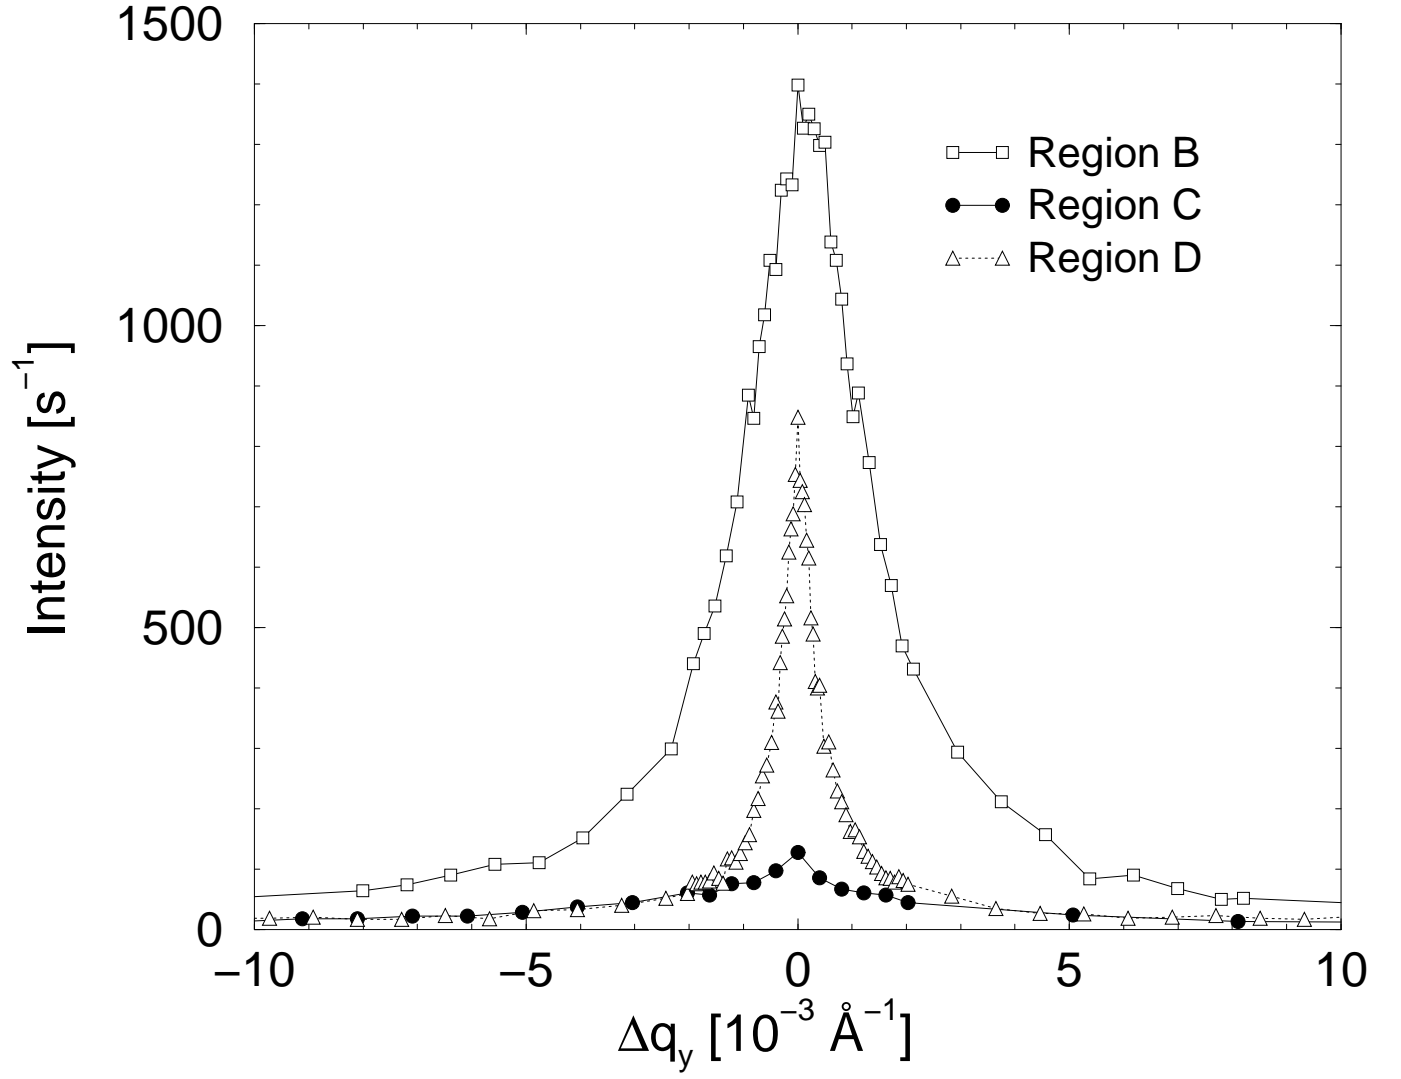 1500
1000
500
0
Intensity [s⁻¹]
Region B
Region C
Region D
−10 −5 0 5 10
Δq_y [10⁻³ Å⁻¹]